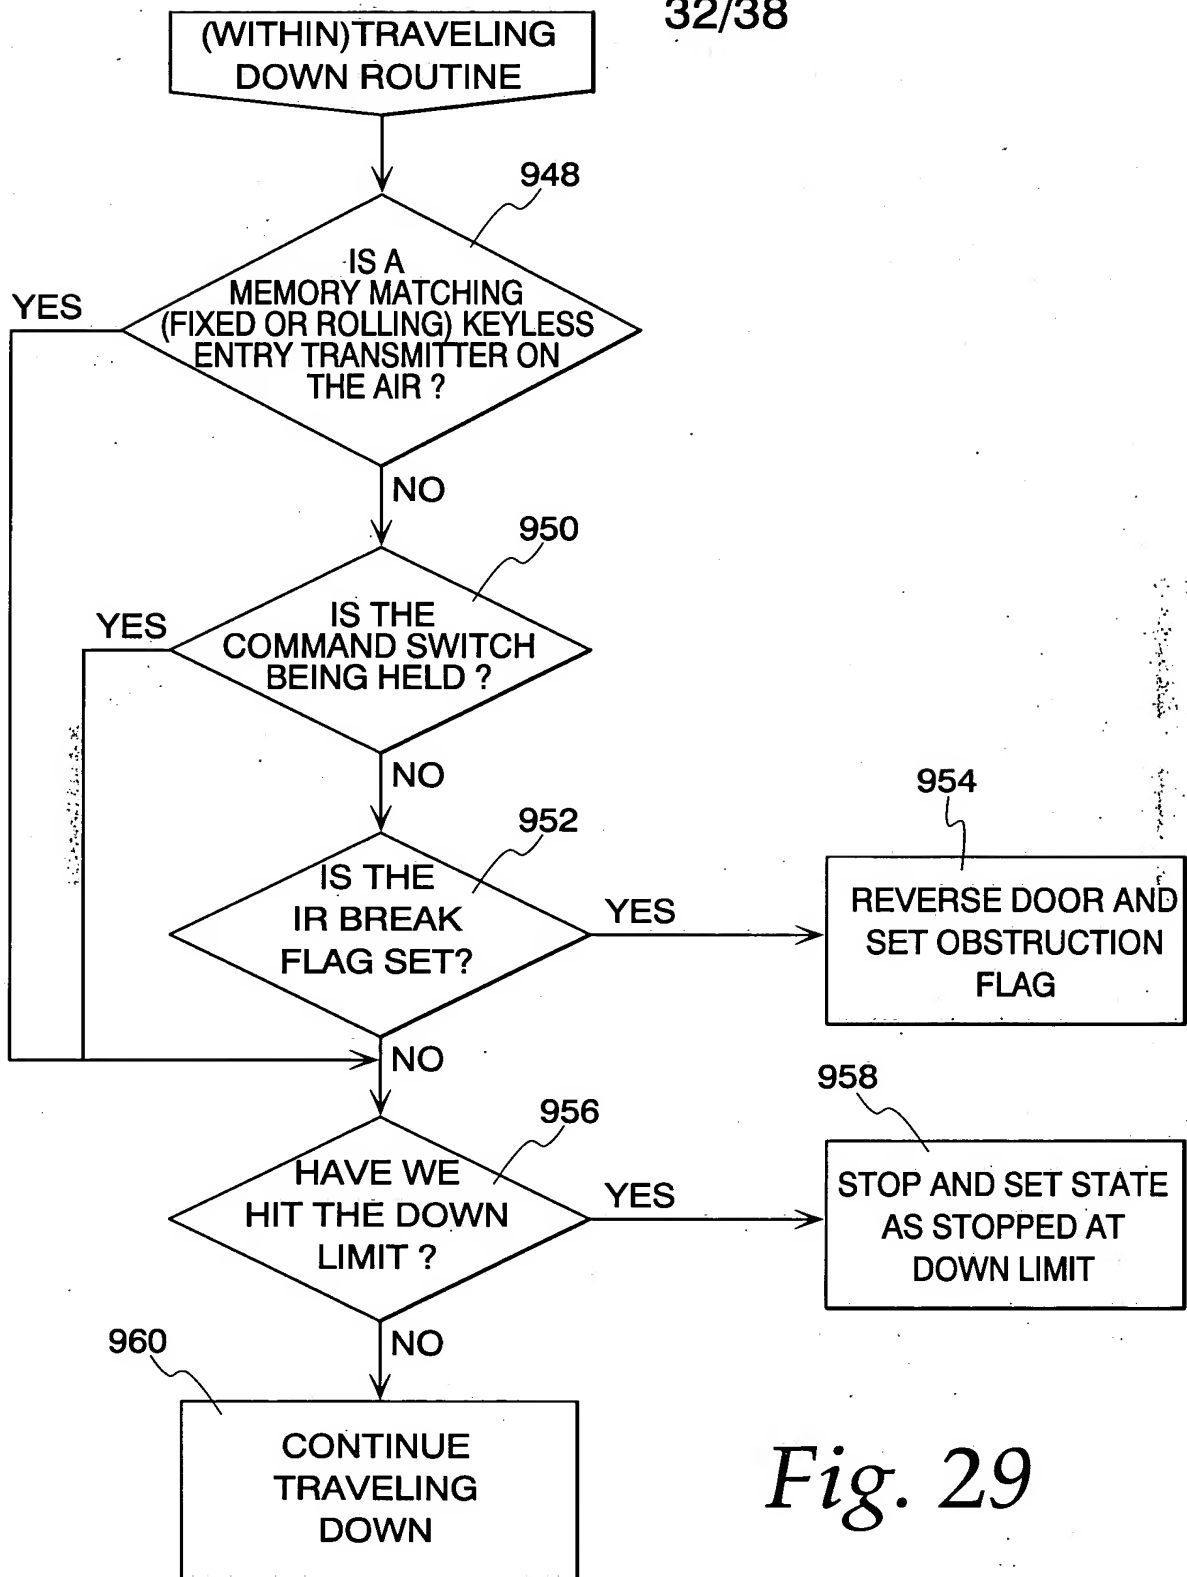 32/38
(WITHIN)TRAVELING
DOWN ROUTINE
948
IS A
MEMORY MATCHING
(FIXED OR ROLLING) KEYLESS
ENTRY TRANSMITTER ON
THE AIR ?
YES
NO
950
IS THE
COMMAND SWITCH
BEING HELD ?
YES
NO
952
IS THE
IR BREAK
FLAG SET?
YES
954
REVERSE DOOR AND
SET OBSTRUCTION
FLAG
NO
956
HAVE WE
HIT THE DOWN
LIMIT ?
YES
958
STOP AND SET STATE
AS STOPPED AT
DOWN LIMIT
NO
960
CONTINUE
TRAVELING
DOWN
Fig. 29